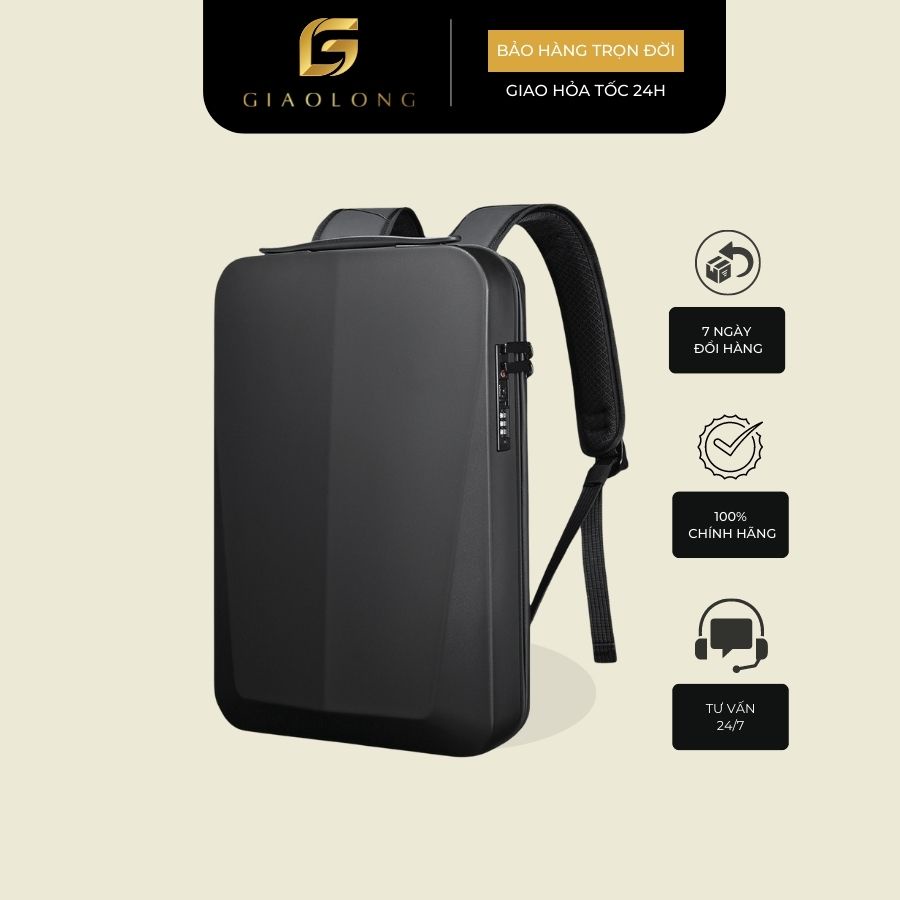 GIAOLONG
BẢO HÀNG TRỌN ĐỜI
GIAO HỎA TỐC 24H
7 NGÀY
ĐỔI HÀNG
100%
CHÍNH HÃNG
TƯ VẤN
24/7